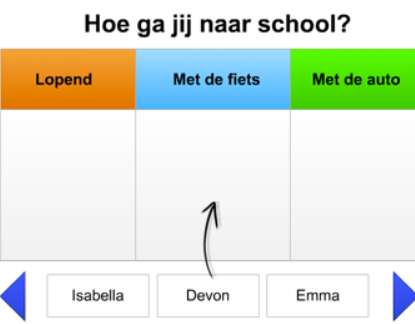 Hoe ga jij naar school?
Lopend Met de fiets Met de auto
Isabella Devon Emma